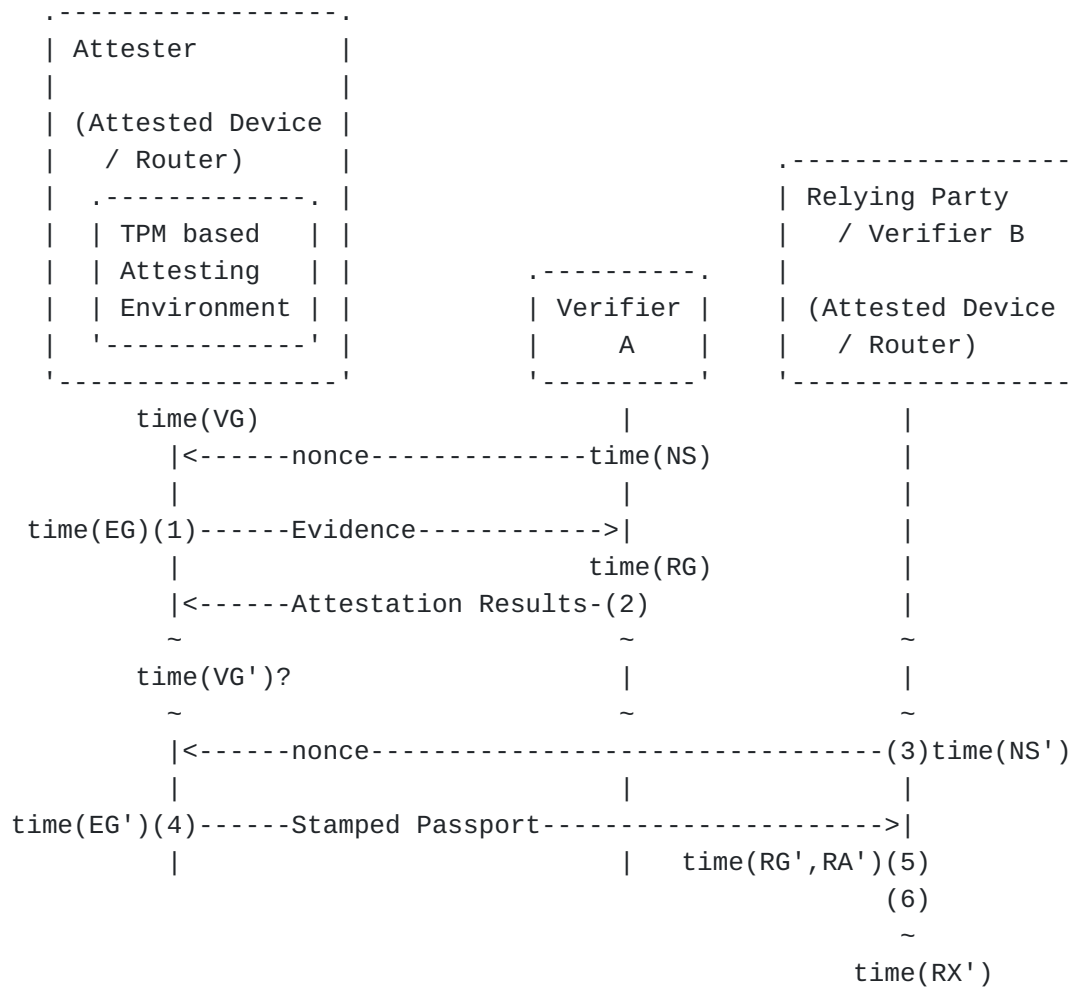 .------------------.
| Attester         |
|                  |
| (Attested Device |
|   / Router)      |                            .------------------
|  .-------------. |                            | Relying Party
|  | TPM based   | |                            |   / Verifier B
|  | Attesting   | |           .----------.     |
|  | Environment | |           | Verifier |     | (Attested Device
|  '-------------' |           |     A    |     |   / Router)
'------------------'           '----------'     '------------------
      time(VG)                       |                  |
        |<------nonce--------------time(NS)             |
        |                            |                  |
time(EG)(1)------Evidence------------>|                  |
        |                          time(RG)             |
        |<------Attestation Results-(2)                 |
        ~                            ~                  ~
      time(VG')?                     |                  |
        ~                            ~                  ~
        |<------nonce---------------------------------(3)time(NS')
        |                            |                  |
time(EG')(4)------Stamped Passport---------------------->|
        |                            |   time(RG',RA')(5)
                                                      (6)
                                                       ~
                                                    time(RX')